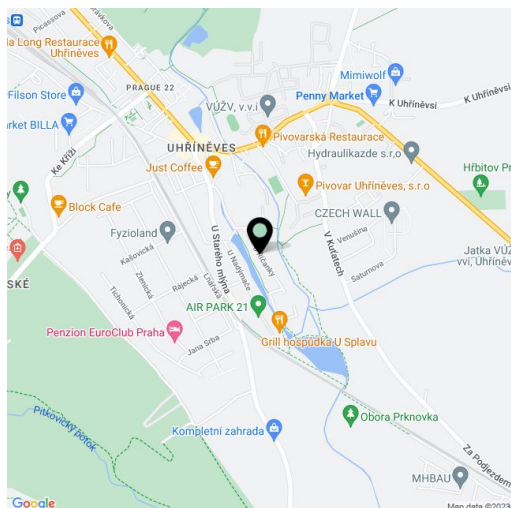 Picassova
la Long Restaurace
Uhříněves
Filson Store
PRAGUE 22
Mimiwolf
Penny Market
K Uhříněvsi
K Uhříněvsi
VÚŽV, v.v.i
rket BILLA
Pivovarská Restaurace
UHŘÍNĚVES
Hydraulikazde s.r,o
Ke Kříži
Just Coffee
Pivovar Uhříněves, s.r.o
Hřbitov Pr
Block Cafe
CZECH WALL
Fyzioland
U Starého mlýna
V Kuťatech
Venušina
Kašovická
U Nadýmače
Jatka VÚŽ
vvi, Uhříněv
SKÉ
Saturnova
Zlenická
Rájecká
Lnářská
Tichonická
AIR PARK 21
Penzion EuroClub Praha
Grill hospůdka U Splavu
Jana Srba
Pitkovický potok
Obora Prknovka
Kompletní zahrada
Za Podjezdem
MHBAU
Google
Map data ©2023